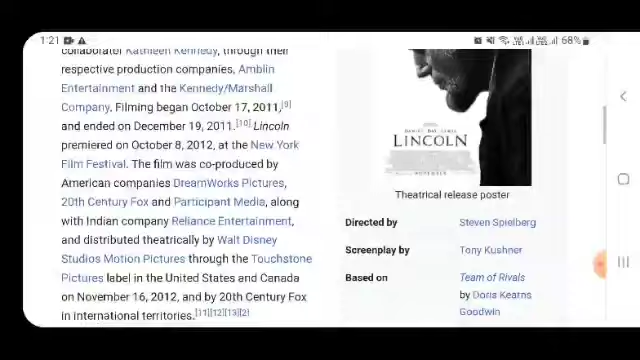 1:21
68%
collaborator Kathleen Kennedy, through their
respective production companies, Amblin
Entertainment and the Kennedy/Marshall
Company. Filming began October 17, 2011,[9]
and ended on December 19, 2011.[10] Lincoln
premiered on October 8, 2012, at the New York
Film Festival. The film was co-produced by
American companies DreamWorks Pictures,
20th Century Fox and Participant Media, along
with Indian company Reliance Entertainment,
and distributed theatrically by Walt Disney
Studios Motion Pictures through the Touchstone
Pictures label in the United States and Canada
on November 16, 2012, and by 20th Century Fox
in international territories.[11][12][13][2]
LINCOLN
Theatrical release poster
Directed by Steven Spielberg
Screenplay by Tony Kushner
Based on Team of Rivals
by Doris Kearns
Goodwin